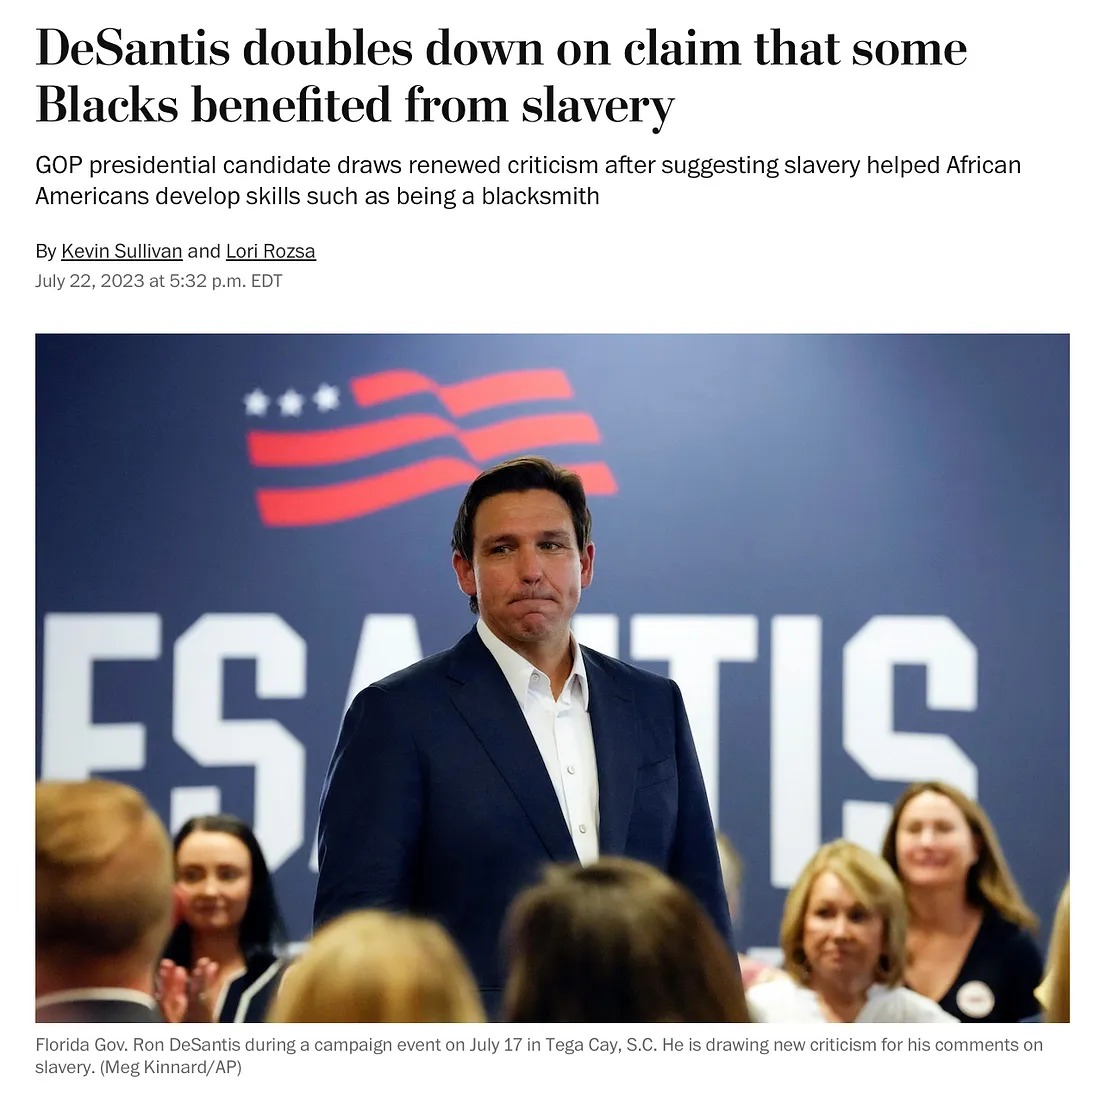 DeSantis doubles down on claim that some
Blacks benefited from slavery
GOP presidential candidate draws renewed criticism after suggesting slavery helped African
Americans develop skills such as being a blacksmith
By Kevin Sullivan and Lori Rozsa
July 22, 2023 at 5:32 p.m. EDT
ESANTIS
Florida Gov. Ron DeSantis during a campaign event on July 17 in Tega Cay, S.C. He is drawing new criticism for his comments on
slavery. (Meg Kinnard/AP)